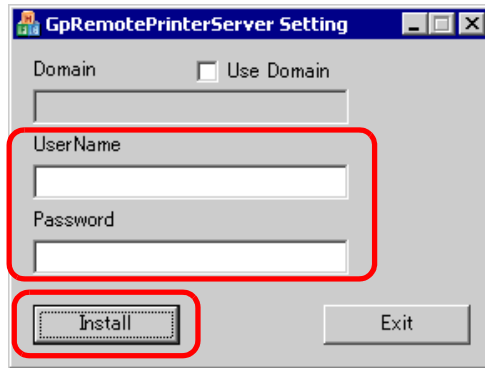 GpRemotePrinterServer Setting
Domain Use Domain
UserName
Password
Install Exit